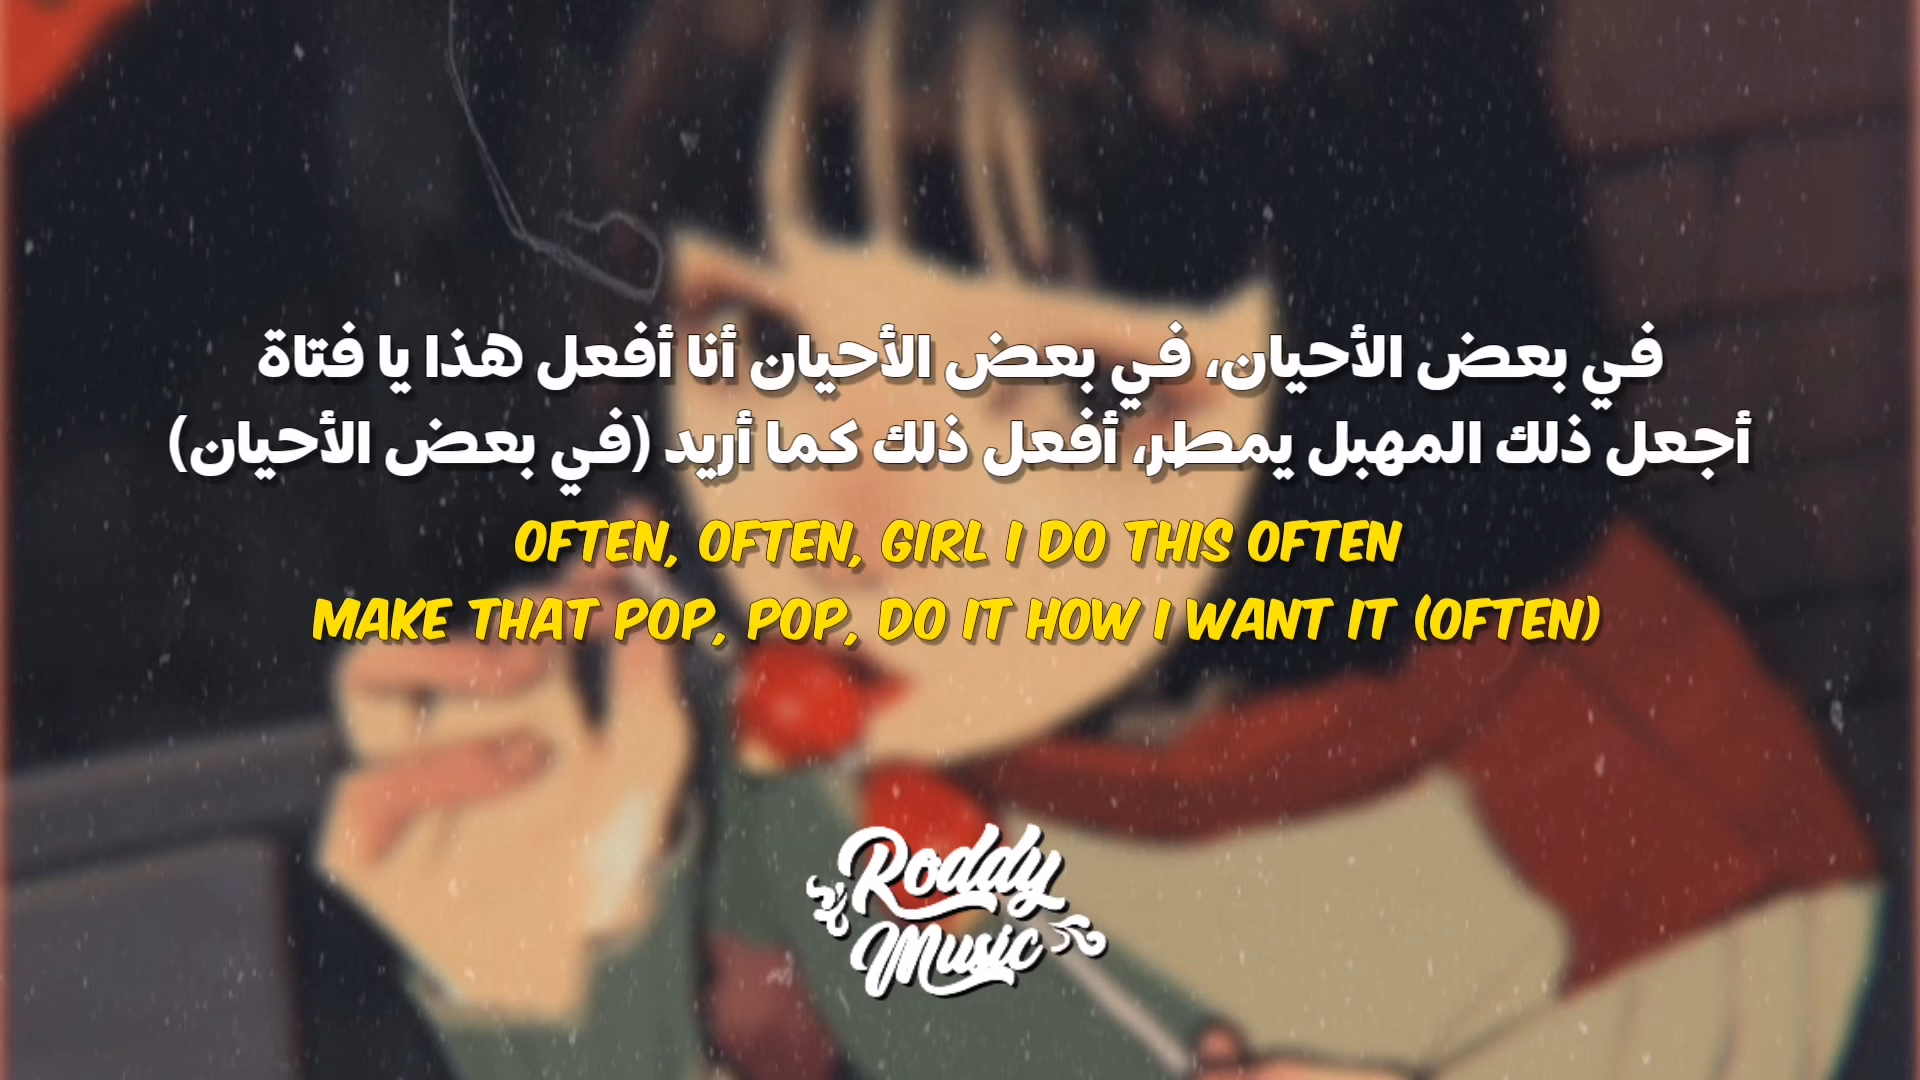 في بعض الأحيان، في بعض الأحيان أنا أفعل هذا يا فتاة
أجعل ذلك المهبل يمطر، أفعل ذلك كما أريد (في بعض الأحيان)
OFTEN, OFTEN, GIRL I DO THIS OFTEN
MAKE THAT POP, POP, DO IT HOW I WANT IT (OFTEN)
Roddy
Music